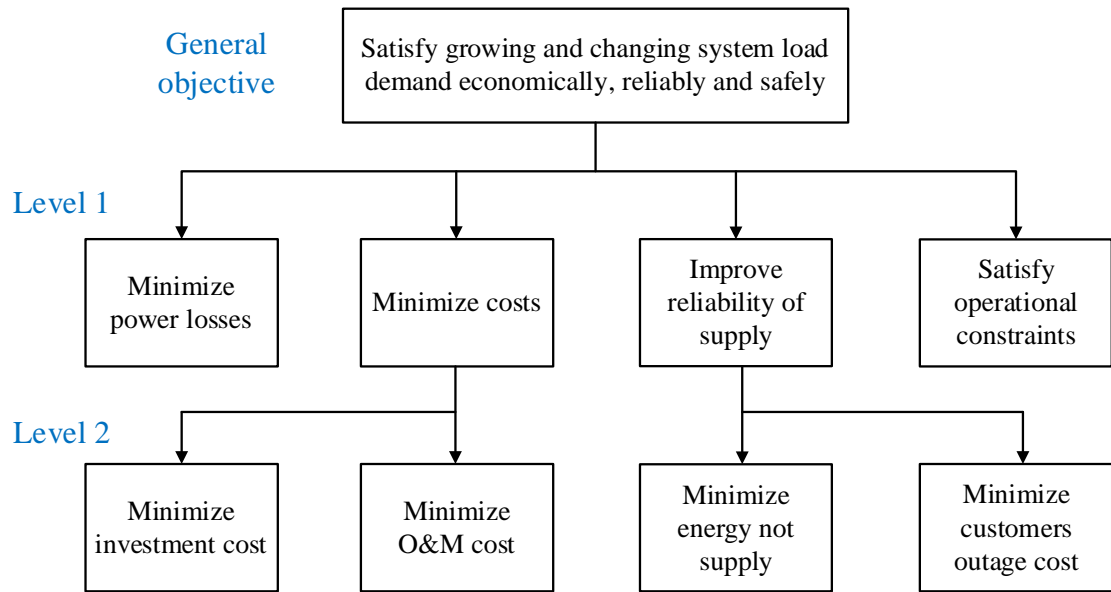 General
objective
Satisfy growing and changing system load
demand economically, reliably and safely
Level 1
Minimize
power losses
Minimize costs
Improve
reliability of
supply
Satisfy
operational
constraints
Level 2
Minimize
investment cost
Minimize
O&M cost
Minimize
energy not
supply
Minimize
customers
outage cost